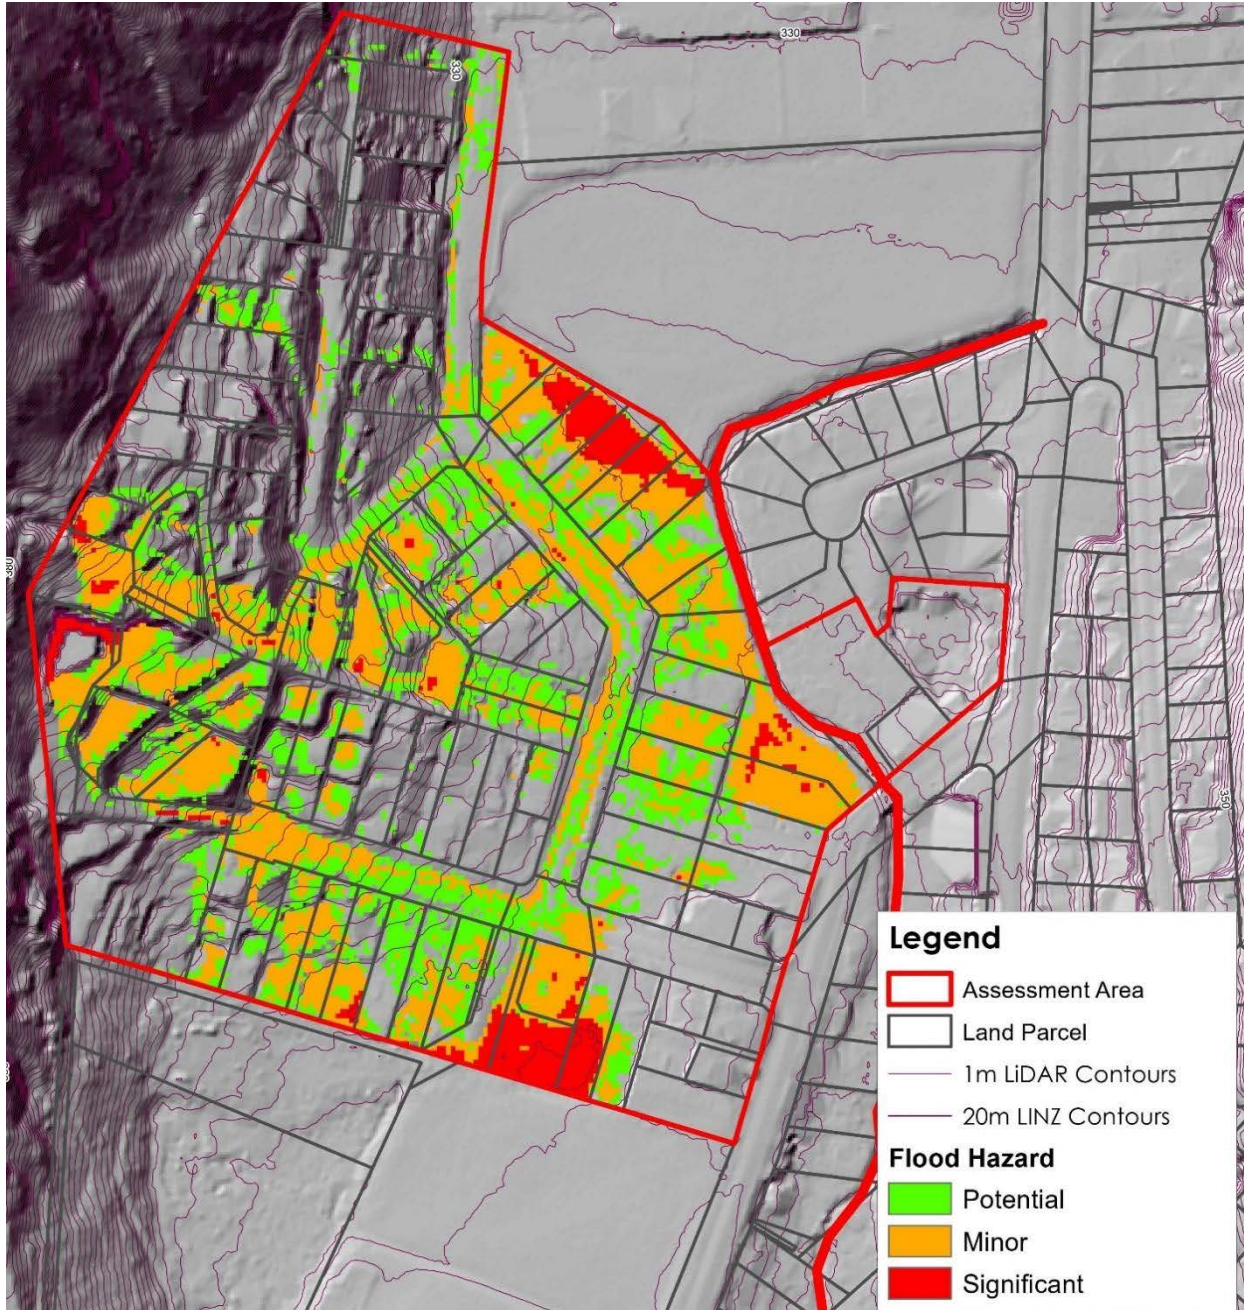 330
330
380
350
Legend
Assessment Area
Land Parcel
1m LiDAR Contours
20m LINZ Contours
Flood Hazard
Potential
Minor
Significant